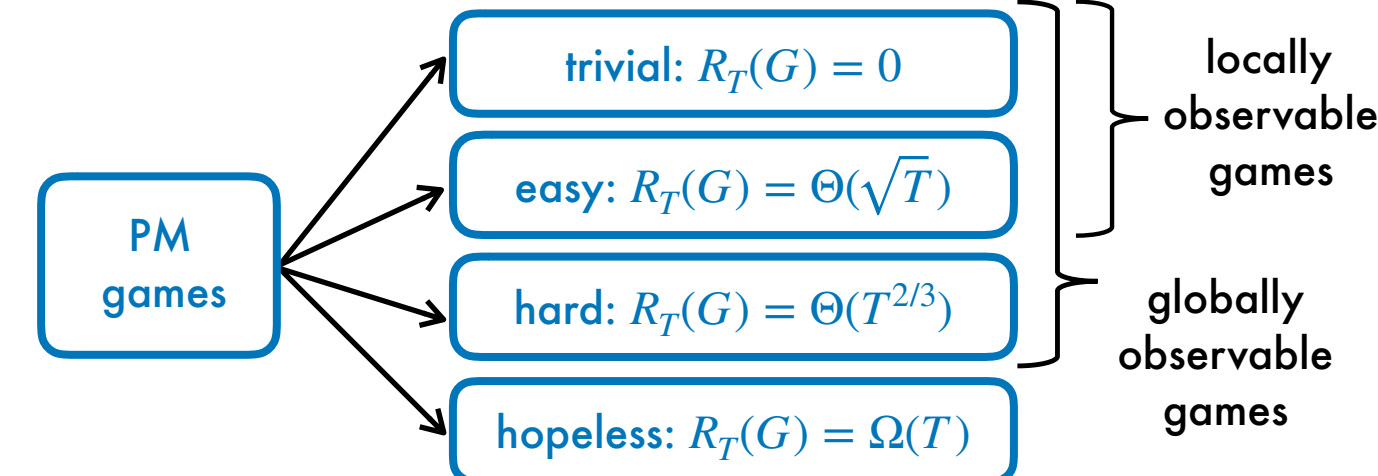 PM
games
trivial: R_T(G) = 0
easy: R_T(G) = Θ(√T)
hard: R_T(G) = Θ(T^{2/3})
hopeless: R_T(G) = Ω(T)
locally
observable
games
globally
observable
games